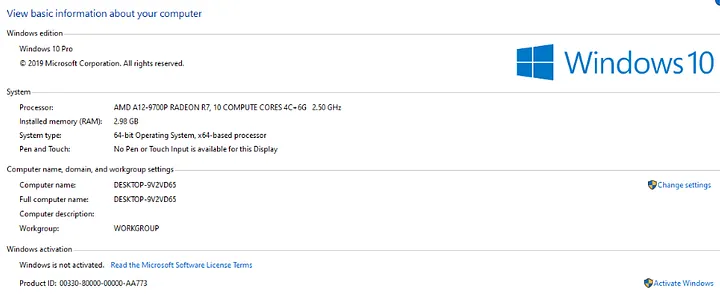 View basic information about your computer
Windows edition
Windows 10 Pro
© 2019 Microsoft Corporation. All rights reserved.
Windows 10
System
Processor: AMD A12-9700P RADEON R7, 10 COMPUTE CORES 4C+6G 2.50 GHz
Installed memory (RAM): 2.98 GB
System type: 64-bit Operating System, x64-based processor
Pen and Touch: No Pen or Touch Input is available for this Display
Computer name, domain, and workgroup settings
Computer name: DESKTOP-9V2VD65 Change settings
Full computer name: DESKTOP-9V2VD65
Computer description:
Workgroup: WORKGROUP
Windows activation
Windows is not activated. Read the Microsoft Software License Terms
Product ID: 00330-80000-00000-AA773 Activate Windows